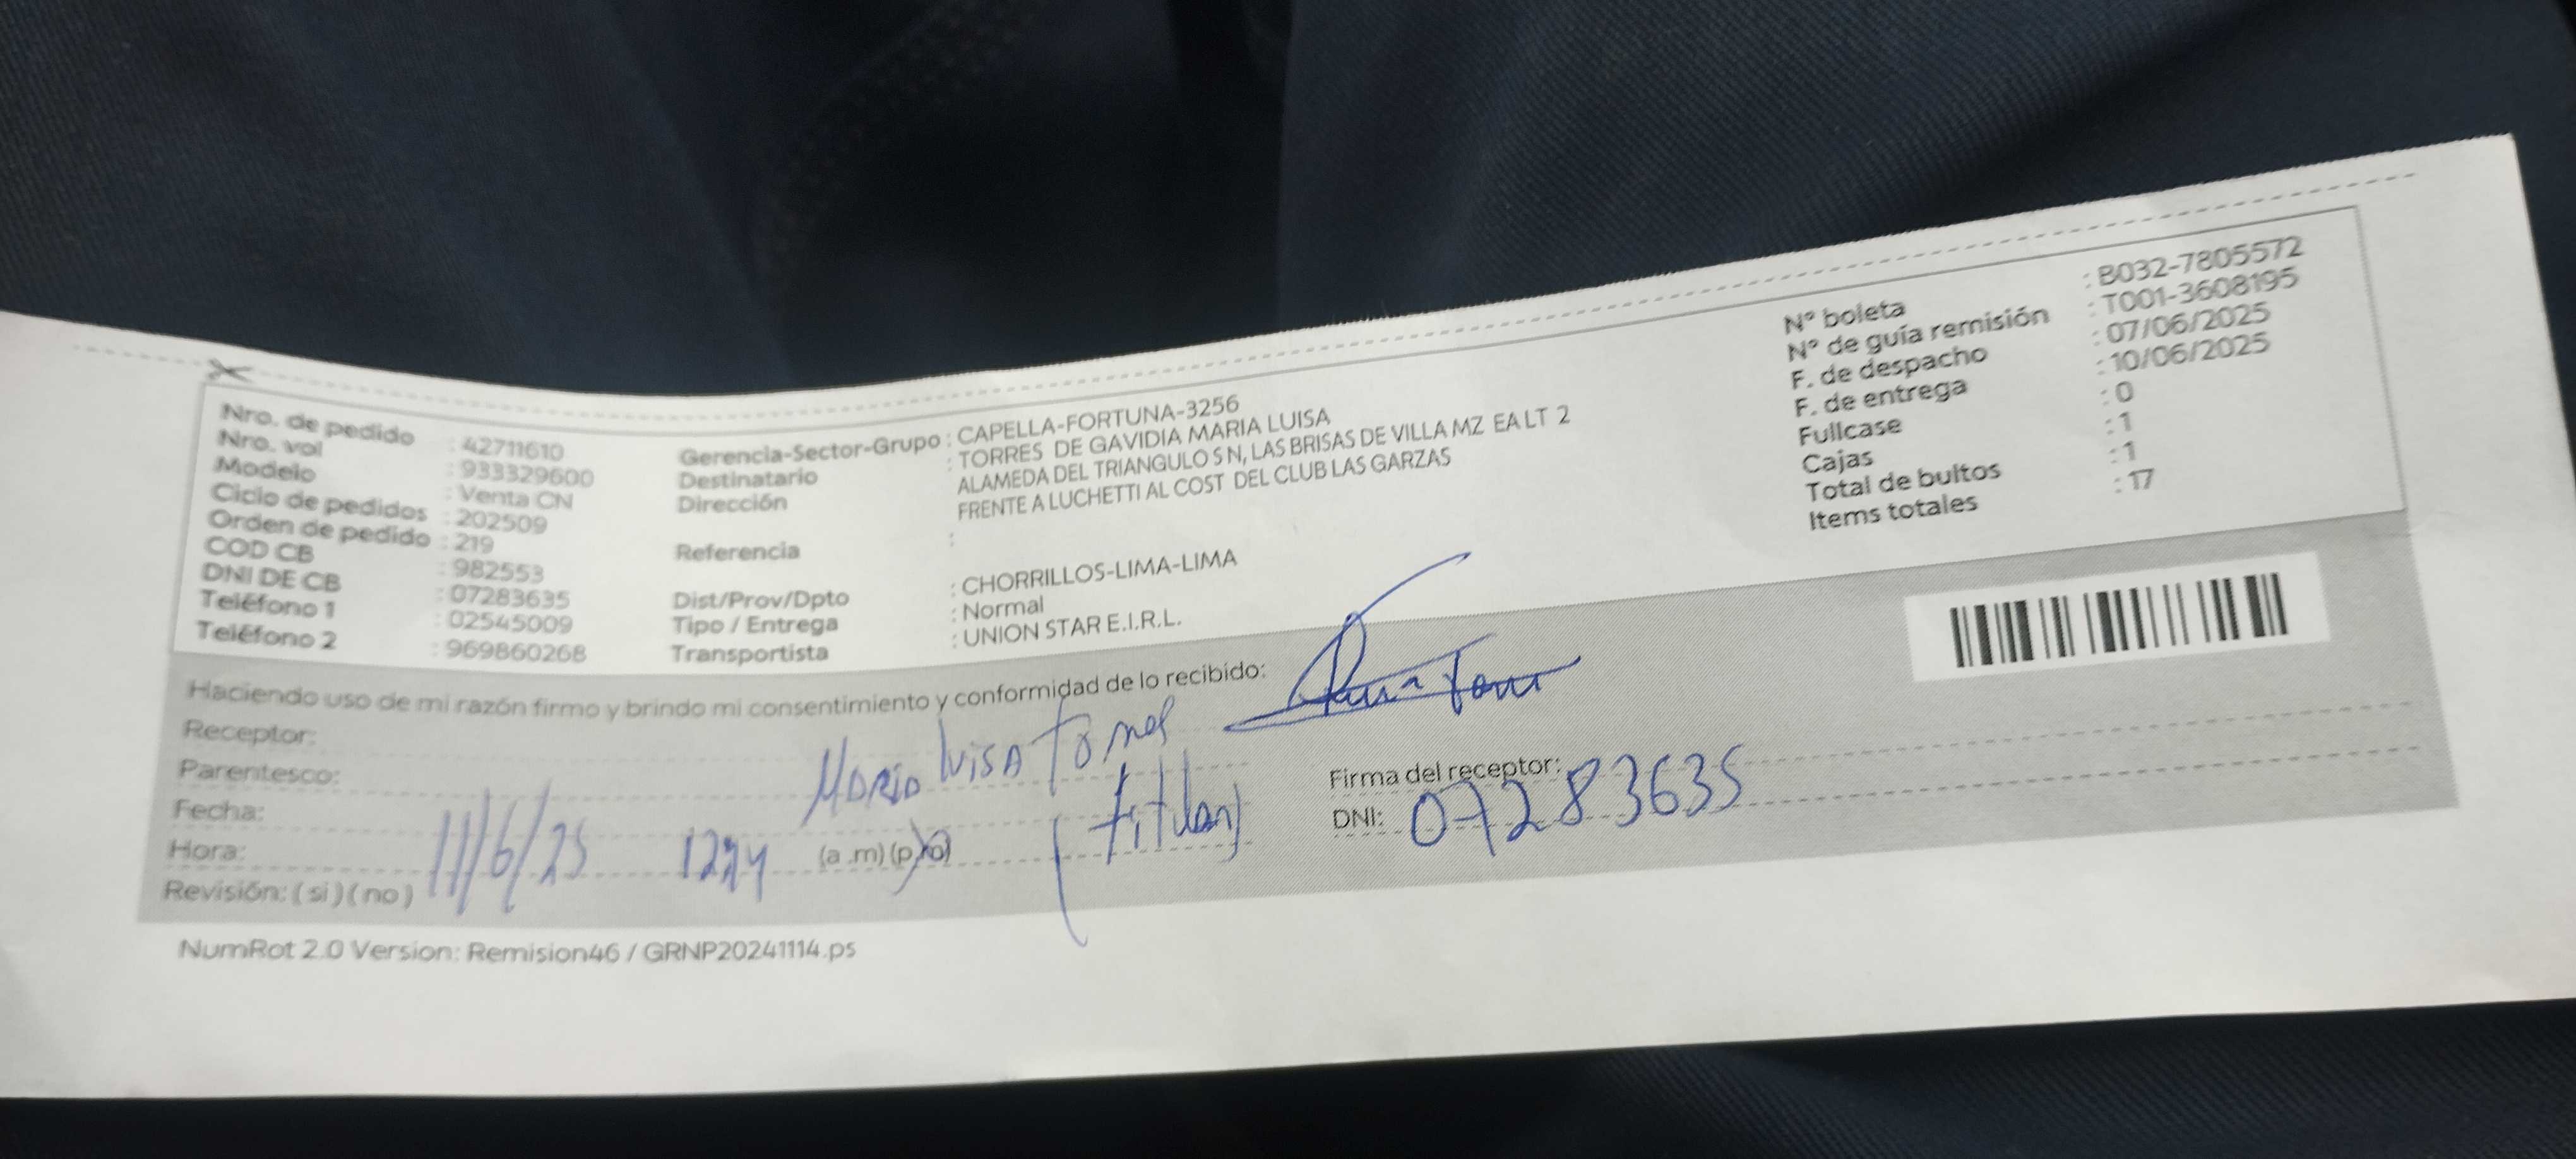 Nro. de pedido : 42711610
Nro. vol : 933329600
Modelo : Venta CN
Ciclo de pedidos : 202509
Orden de pedido : 219
COD CB : 982553
DNI DE CB : 07283635
Teléfono 1 : 02545009
Teléfono 2 : 969860268
Gerencia-Sector-Grupo : CAPELLA-FORTUNA-3256
Destinatario : TORRES DE GAVIDIA MARIA LUISA
Dirección ALAMEDA DEL TRIANGULO S N, LAS BRISAS DE VILLA MZ EA LT 2
FRENTE A LUCHETTI AL COST DEL CLUB LAS GARZAS
Referencia :
Dist/Prov/Dpto : CHORRILLOS-LIMA-LIMA
Tipo / Entrega : Normal
Transportista : UNION STAR E.I.R.L.
N° boleta : B032-7805572
N° de guía remisión : T001-3608195
F. de despacho : 07/06/2025
F. de entrega : 10/06/2025
Fullcase : 0
Cajas : 1
Total de bultos : 1
Items totales : 17
Haciendo uso de mi razón firmo y brindo mi consentimiento y conformidad de lo recibido:
Receptor: Maria Luisa Torres
Parentesco: (titular)
Fecha: 11/6/25
Hora: (a .m) (p.m)
Revisión: ( si ) ( no )
Firma del receptor:
DNI: 07283635
NumRot 2.0 Version: Remision46 / GRNP20241114.ps